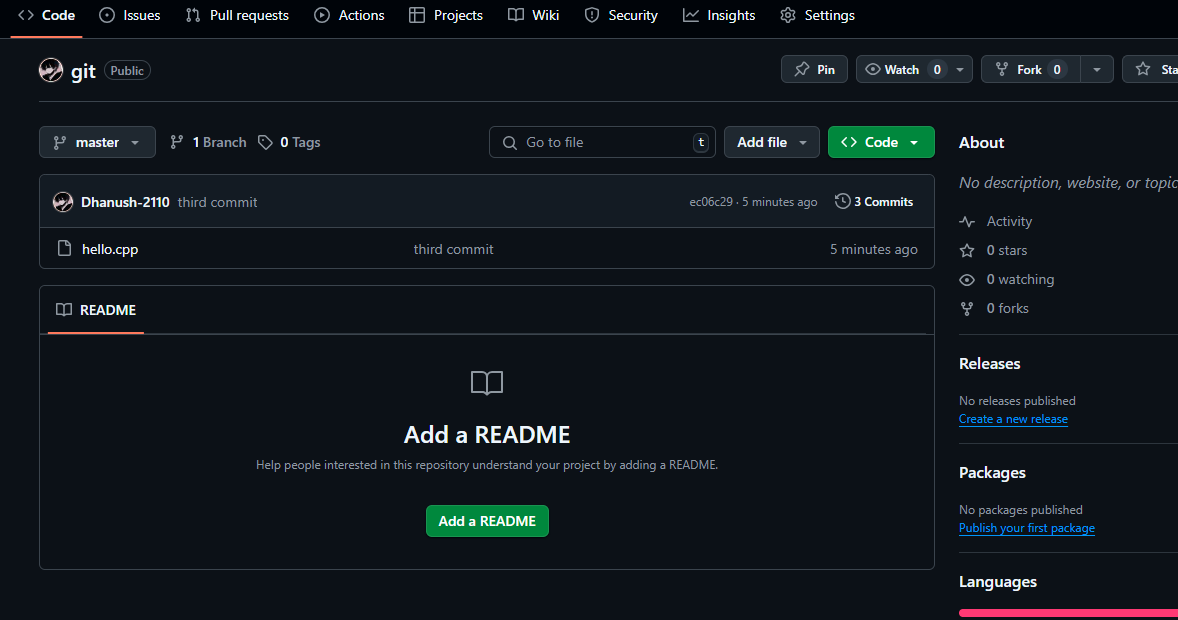 Code Issues Pull requests Actions Projects Wiki Security Insights Settings
git Public Pin Watch 0 Fork 0
master 1 Branch 0 Tags Go to file t Add file Code
Dhanush-2110 third commit ec06c29 · 5 minutes ago 3 Commits
hello.cpp third commit 5 minutes ago
README
Add a README
Help people interested in this repository understand your project by adding a README.
Add a README
About
No description, website, or topic
Activity
0 stars
0 watching
0 forks
Releases
No releases published
Create a new release
Packages
No packages published
Publish your first package
Languages